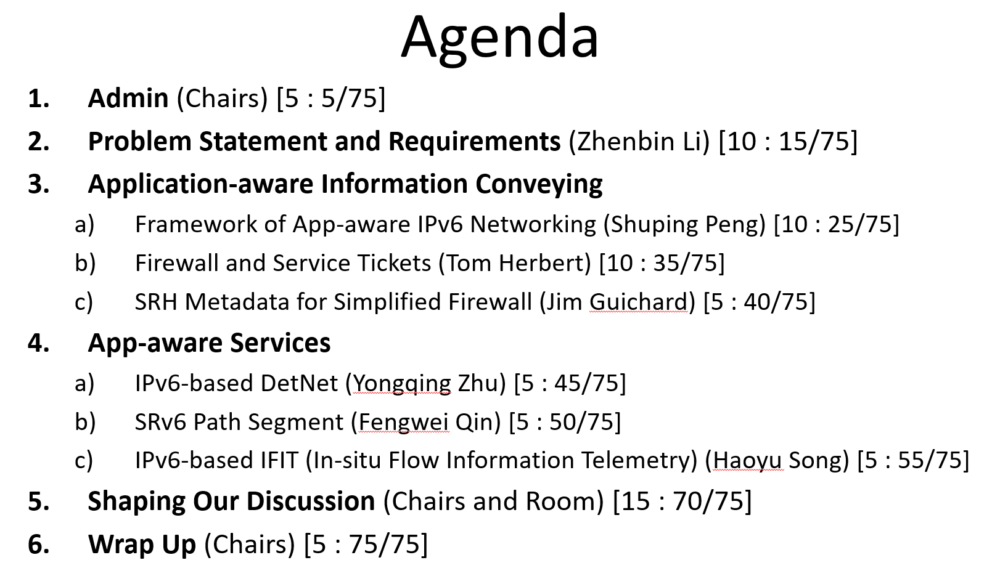 Agenda
1. Admin (Chairs) [5 : 5/75]
2. Problem Statement and Requirements (Zhenbin Li) [10 : 15/75]
3. Application-aware Information Conveying
a) Framework of App-aware IPv6 Networking (Shuping Peng) [10 : 25/75]
b) Firewall and Service Tickets (Tom Herbert) [10 : 35/75]
c) SRH Metadata for Simplified Firewall (Jim Guichard) [5 : 40/75]
4. App-aware Services
a) IPv6-based DetNet (Yongqing Zhu) [5 : 45/75]
b) SRv6 Path Segment (Fengwei Qin) [5 : 50/75]
c) IPv6-based IFIT (In-situ Flow Information Telemetry) (Haoyu Song) [5 : 55/75]
5. Shaping Our Discussion (Chairs and Room) [15 : 70/75]
6. Wrap Up (Chairs) [5 : 75/75]